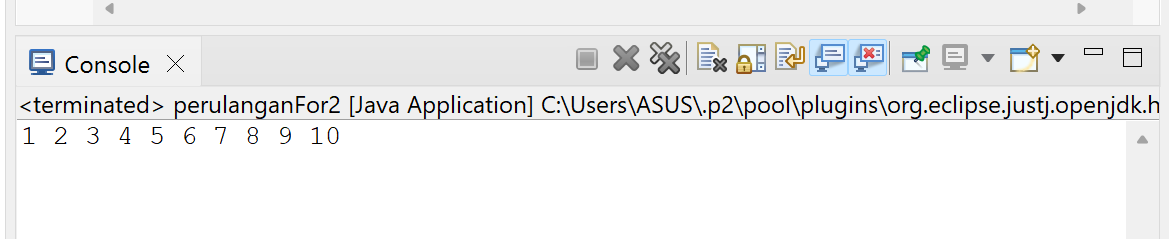 Console
<terminated> perulanganFor2 [Java Application] C:\Users\ASUS\.p2\pool\plugins\org.eclipse.justj.openjdk.h
1 2 3 4 5 6 7 8 9 10